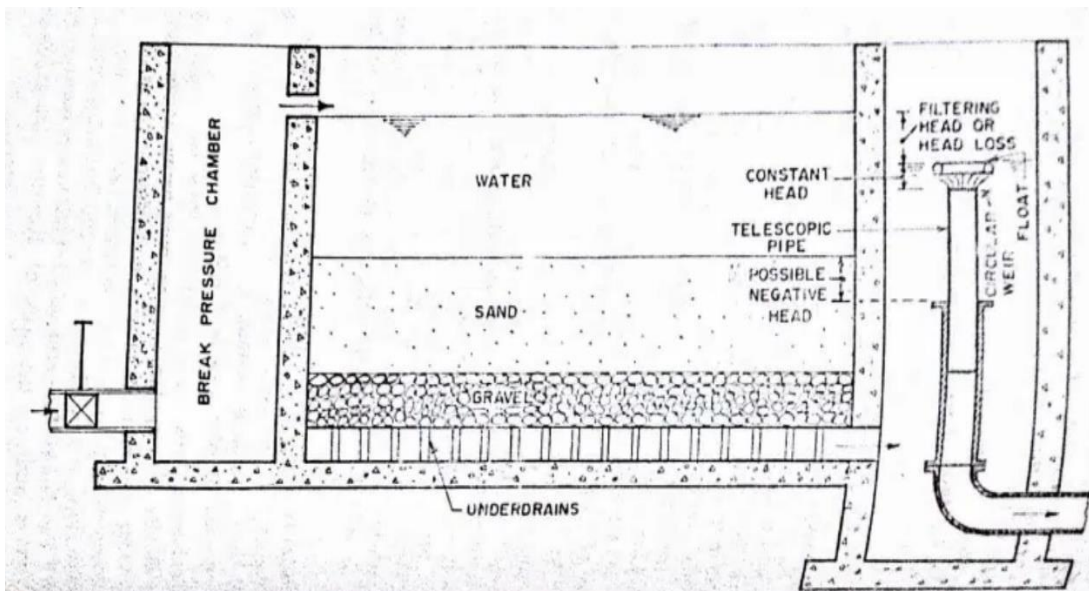 BREAK PRESSURE CHAMBER
WATER
SAND
GRAVEL
UNDERDRAINS
FILTERING
HEAD OR
HEAD LOSS
CONSTANT
HEAD
TELESCOPIC
PIPE
POSSIBLE
NEGATIVE
HEAD
CIRCULAR
WEIR
FLOAT